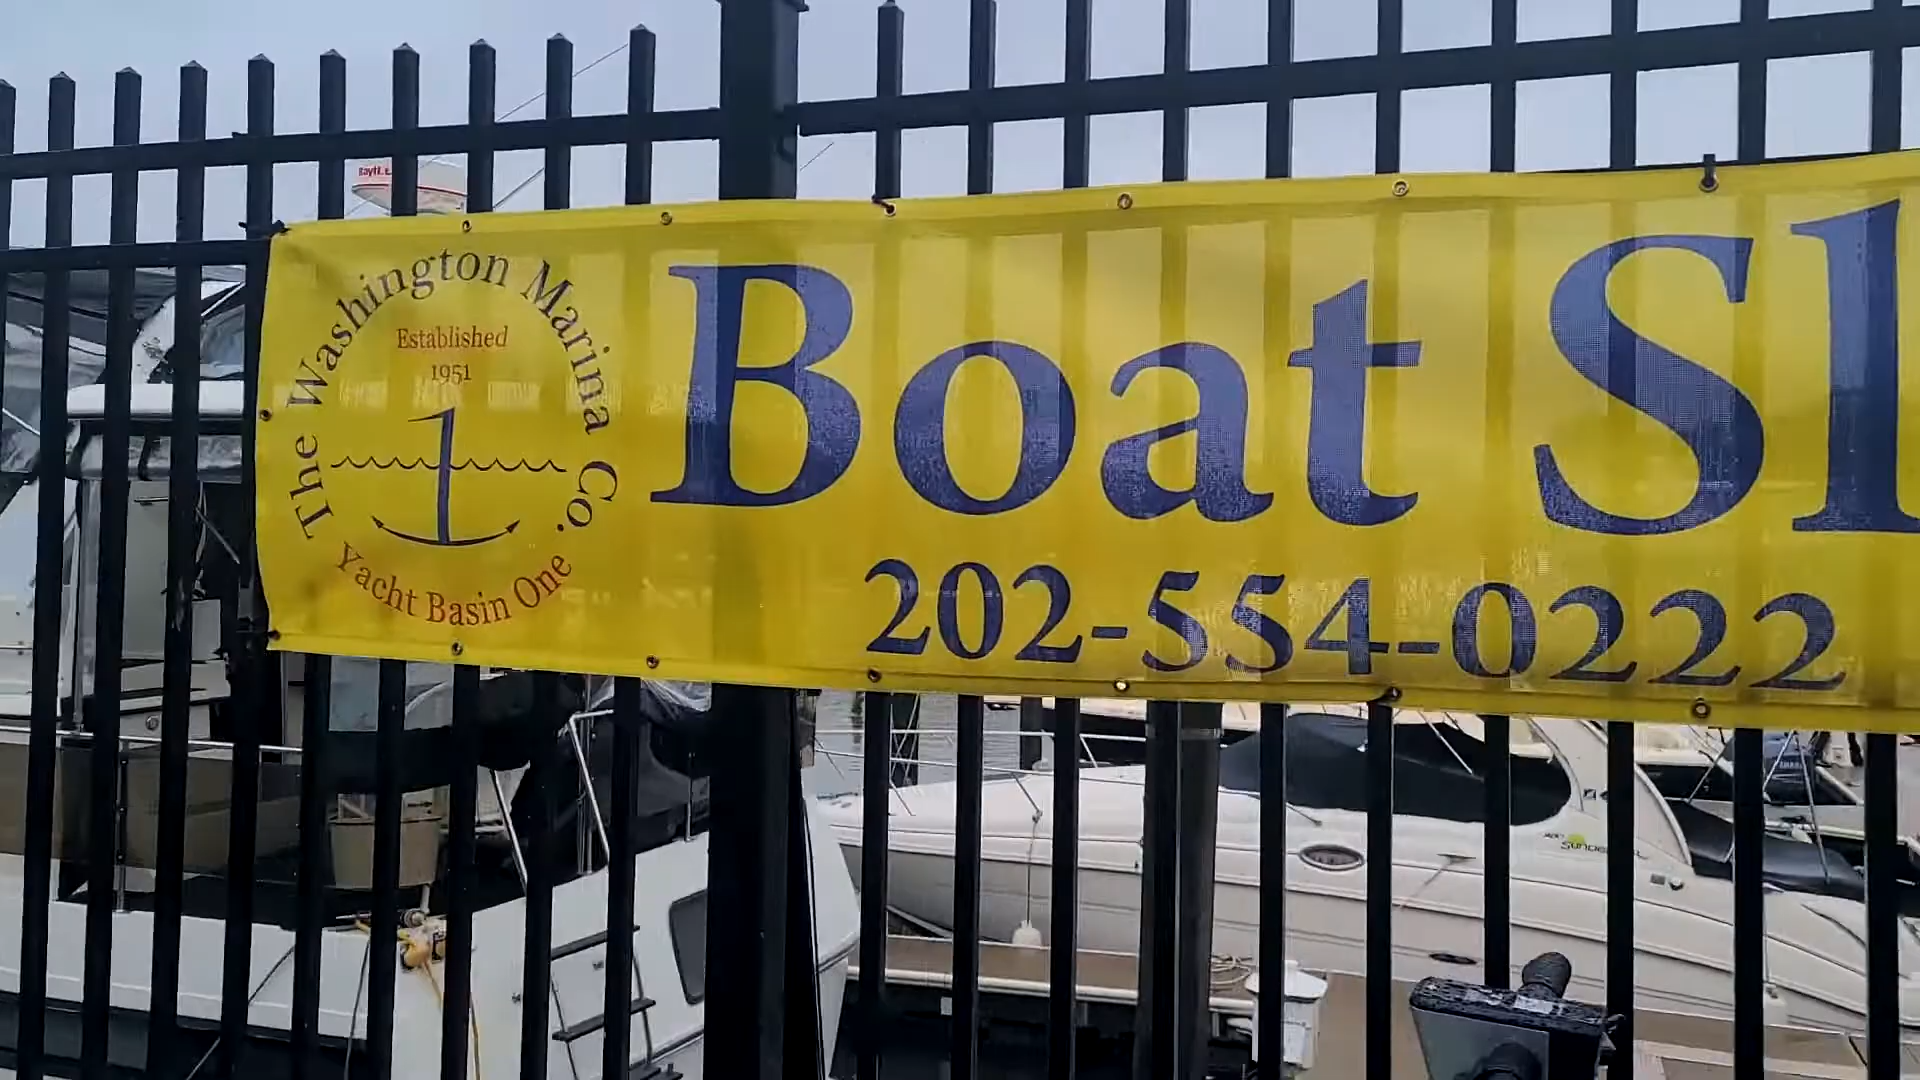 The Washington Marina Co.
Established
1951
Yacht Basin One
Boat Sl
202-554-0222